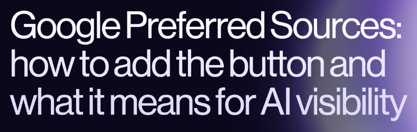 Google Preferred Sources:
how to add the button and
what it means for AI visibility